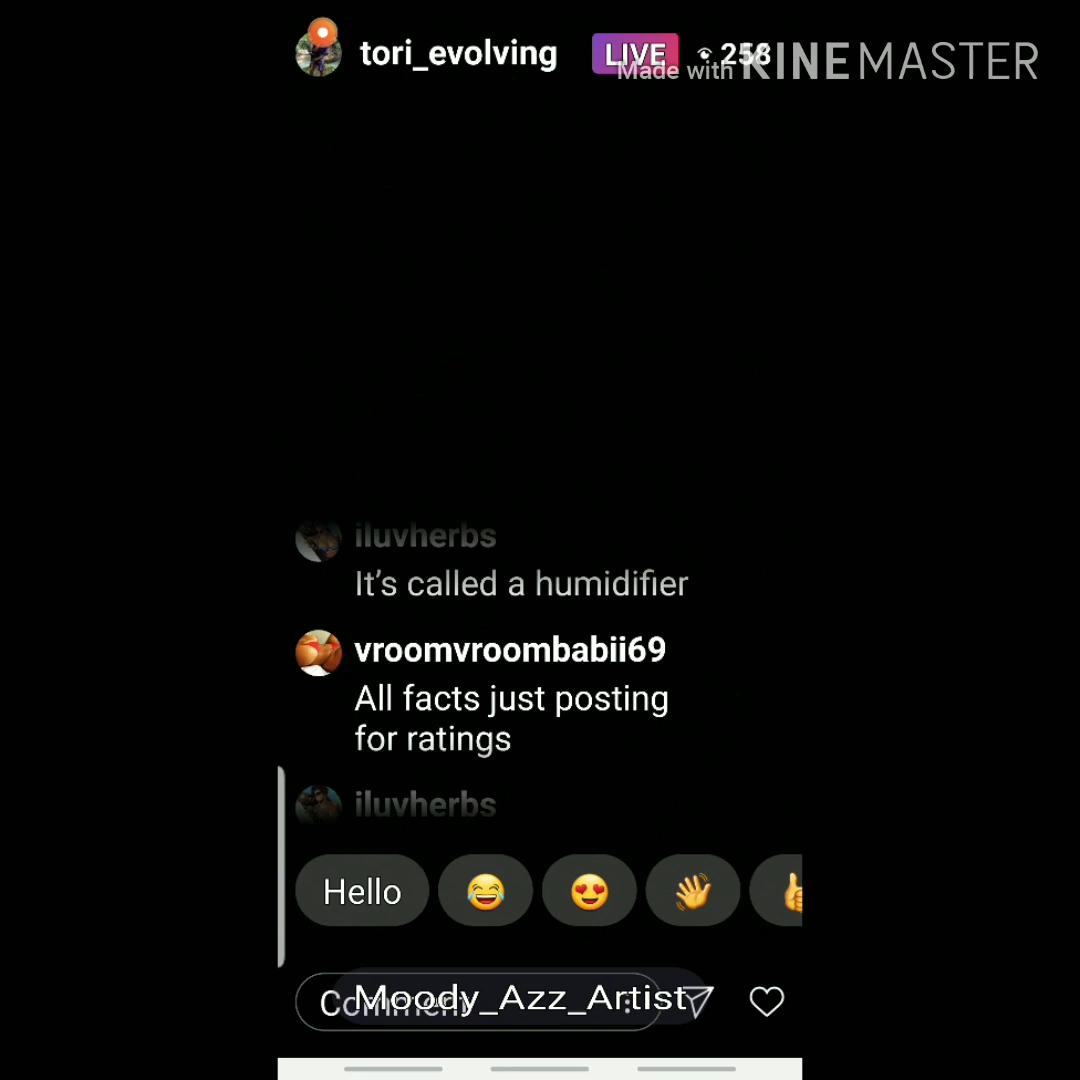 tori_evolving LIVE 258
Made with KINEMASTER
iluvherbs
It's called a humidifier
vroomvroombabii69
All facts just posting
for ratings
iluvherbs
Hello
Comment
Moody_Azz_Artist